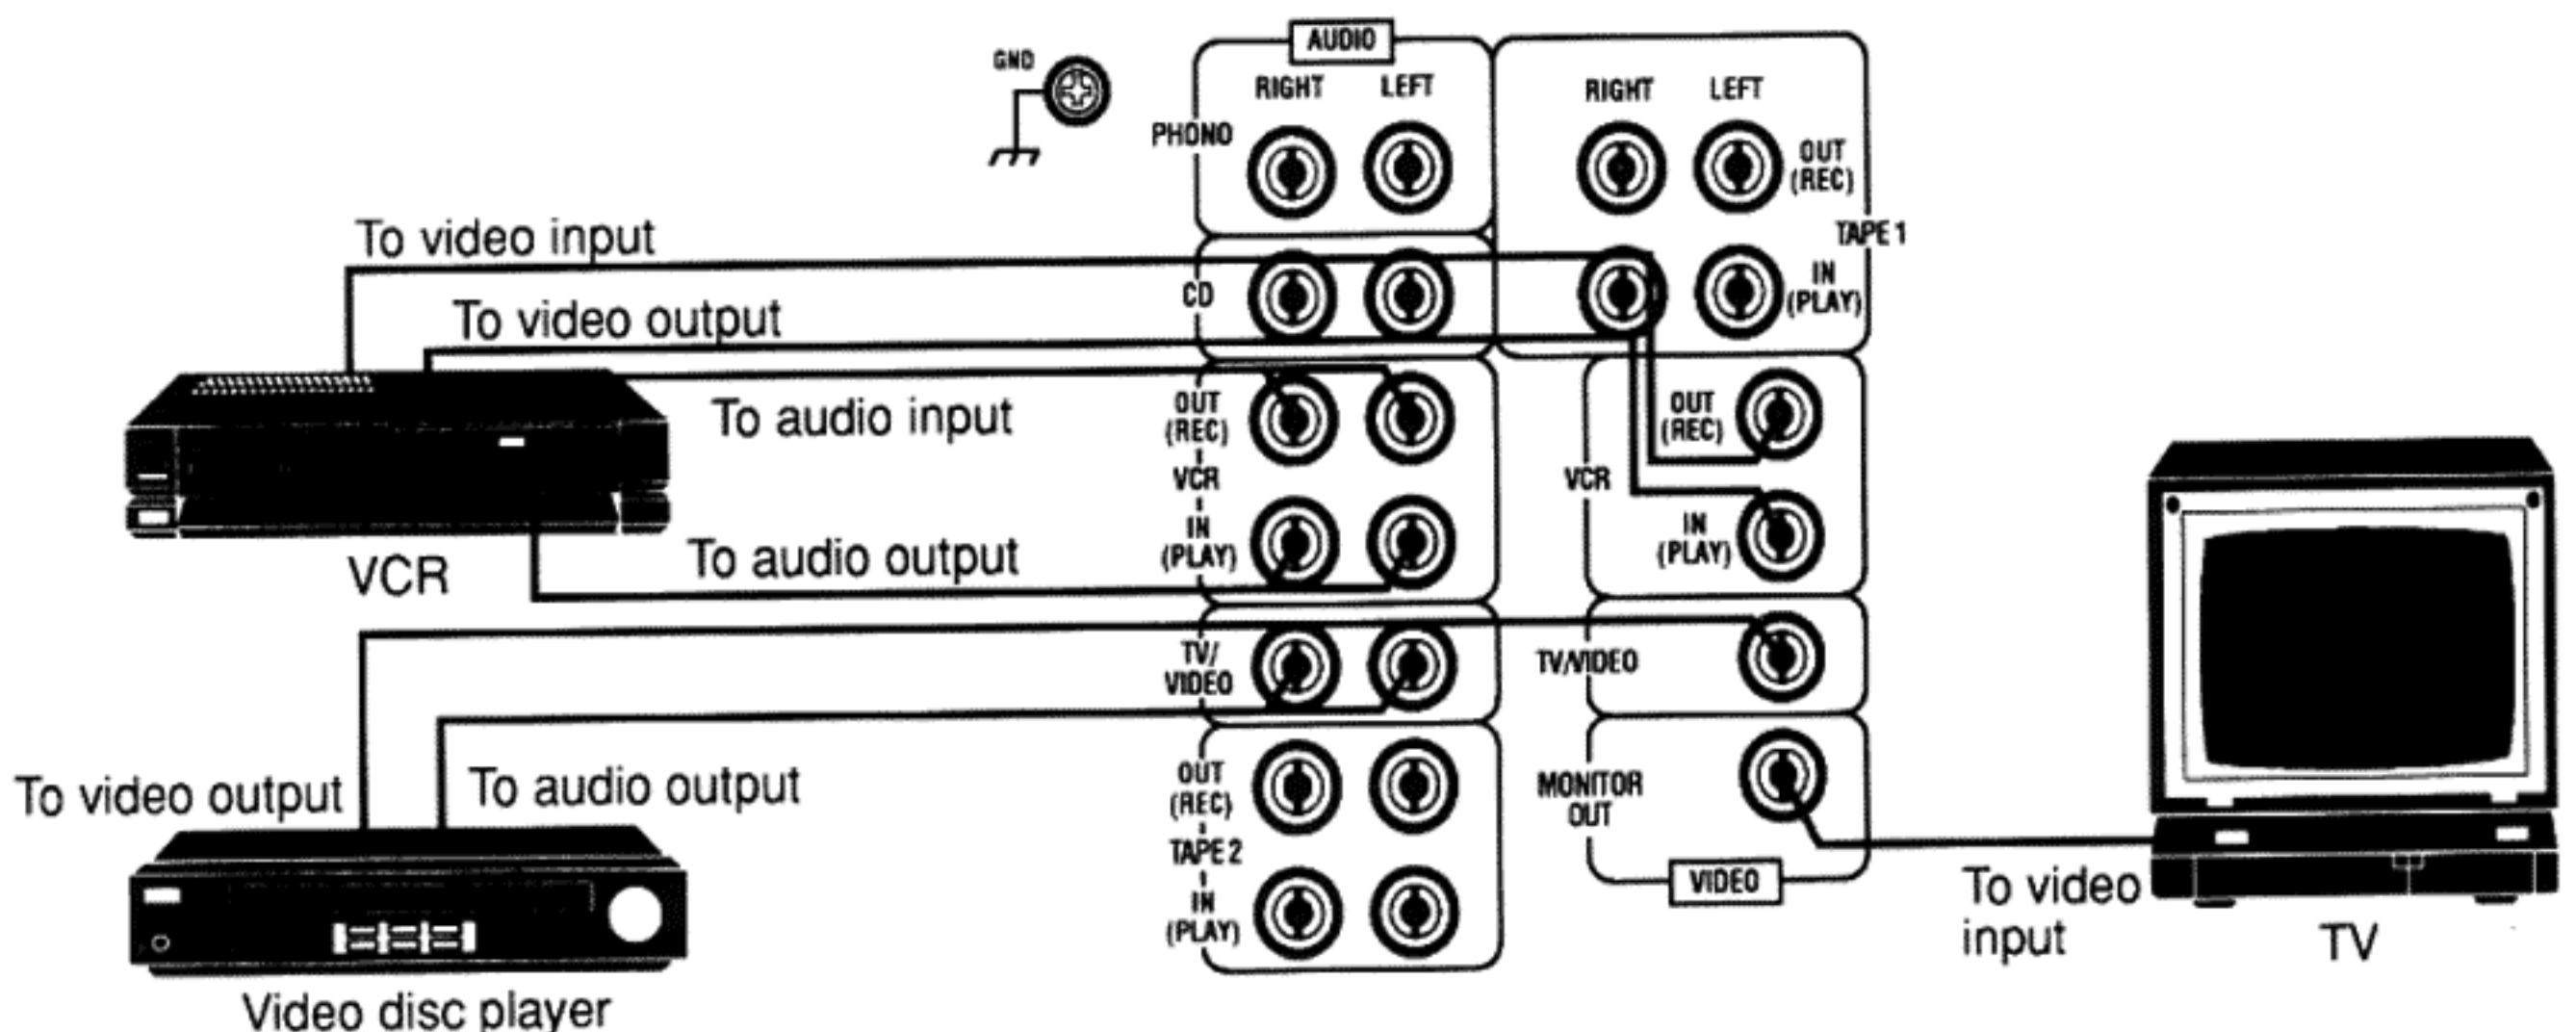 AUDIO
GND
RIGHT LEFT
RIGHT LEFT
PHONO
OUT
(REC)
TAPE 1
IN
(PLAY)
To video input
CD
To video output
To audio input
OUT
(REC)
VCR
IN
(PLAY)
OUT
(REC)
VCR
IN
(PLAY)
To audio output
VCR
TV/
VIDEO
TV/VIDEO
To video output
To audio output
OUT
(REC)
TAPE 2
IN
(PLAY)
MONITOR
OUT
VIDEO
To video
input
TV
Video disc player